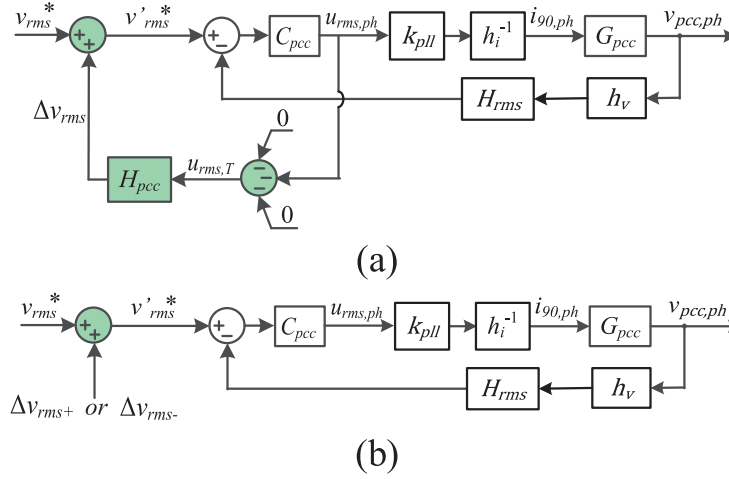 v_rms* v'_rms* + + + − C_pcc u_rms,ph k_pll h_i^-1 i_90,ph G_pcc v_pcc,ph
H_rms h_v
Δv_rms 0
H_pcc u_rms,T − − −
0
(a)
v_rms* v'_rms* + + + − C_pcc u_rms,ph k_pll h_i^-1 i_90,ph G_pcc v_pcc,ph
H_rms h_v
Δv_rms+ or Δv_rms-
(b)